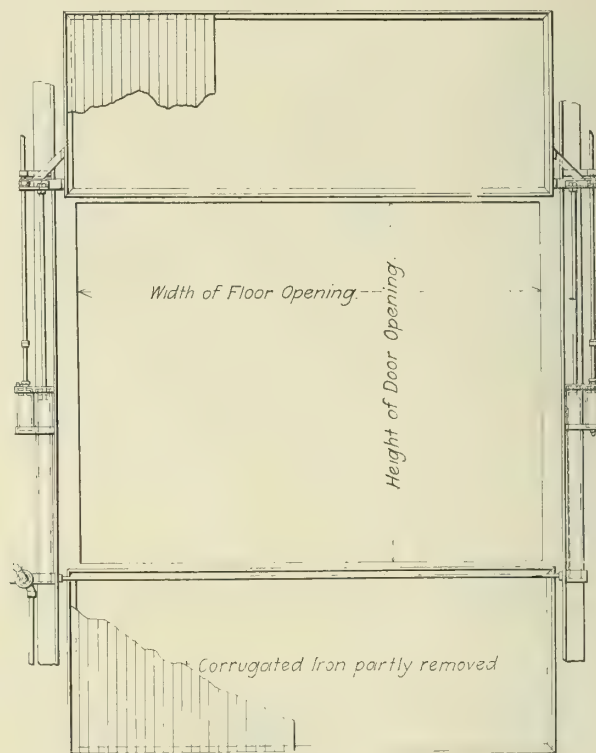 Width of Floor Opening.
Height of Door Opening.
Corrugated Iron partly removed